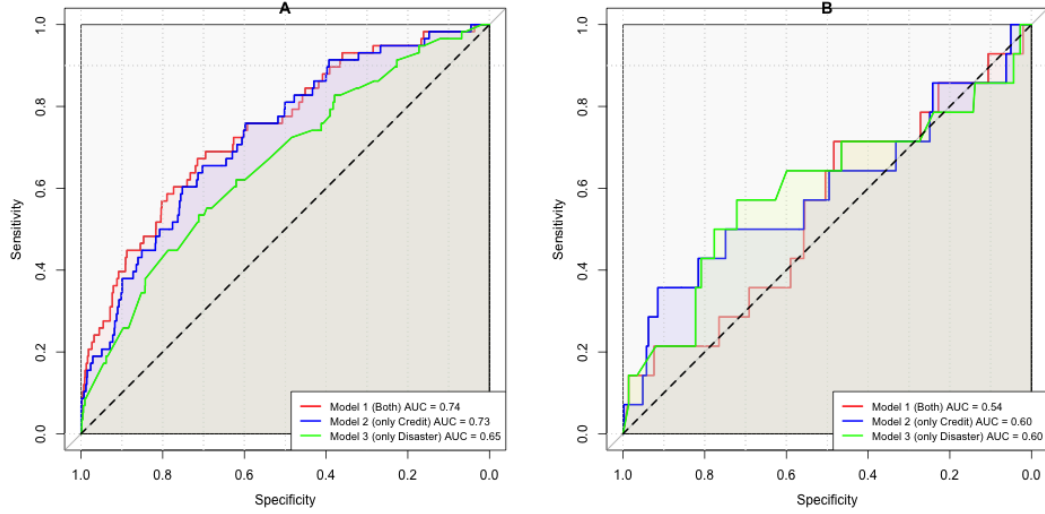 A
1.0
0.8
0.6
0.4
0.2
0.0
Sensitivity
Model 1 (Both) AUC = 0.74
Model 2 (only Credit) AUC = 0.73
Model 3 (only Disaster) AUC = 0.65
1.0 0.8 0.6 0.4 0.2 0.0
Specificity
B
1.0
0.8
0.6
0.4
0.2
0.0
Sensitivity
Model 1 (Both) AUC = 0.54
Model 2 (only Credit) AUC = 0.60
Model 3 (only Disaster) AUC = 0.60
1.0 0.8 0.6 0.4 0.2 0.0
Specificity